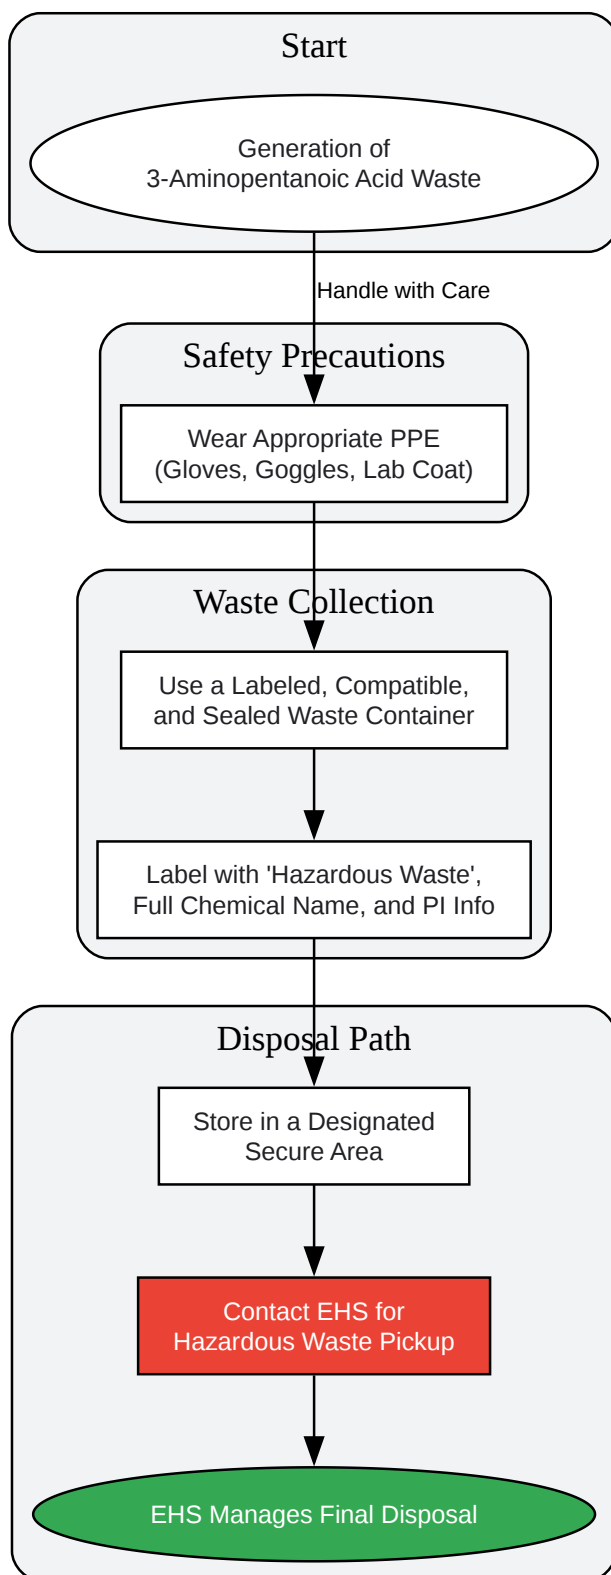 Start
Generation of
3-Aminopentanoic Acid Waste
Handle with Care
Safety Precautions
Wear Appropriate PPE
(Gloves, Goggles, Lab Coat)
Waste Collection
Use a Labeled, Compatible,
and Sealed Waste Container
Label with 'Hazardous Waste',
Full Chemical Name, and PI Info
Disposal Path
Store in a Designated
Secure Area
Contact EHS for
Hazardous Waste Pickup
EHS Manages Final Disposal